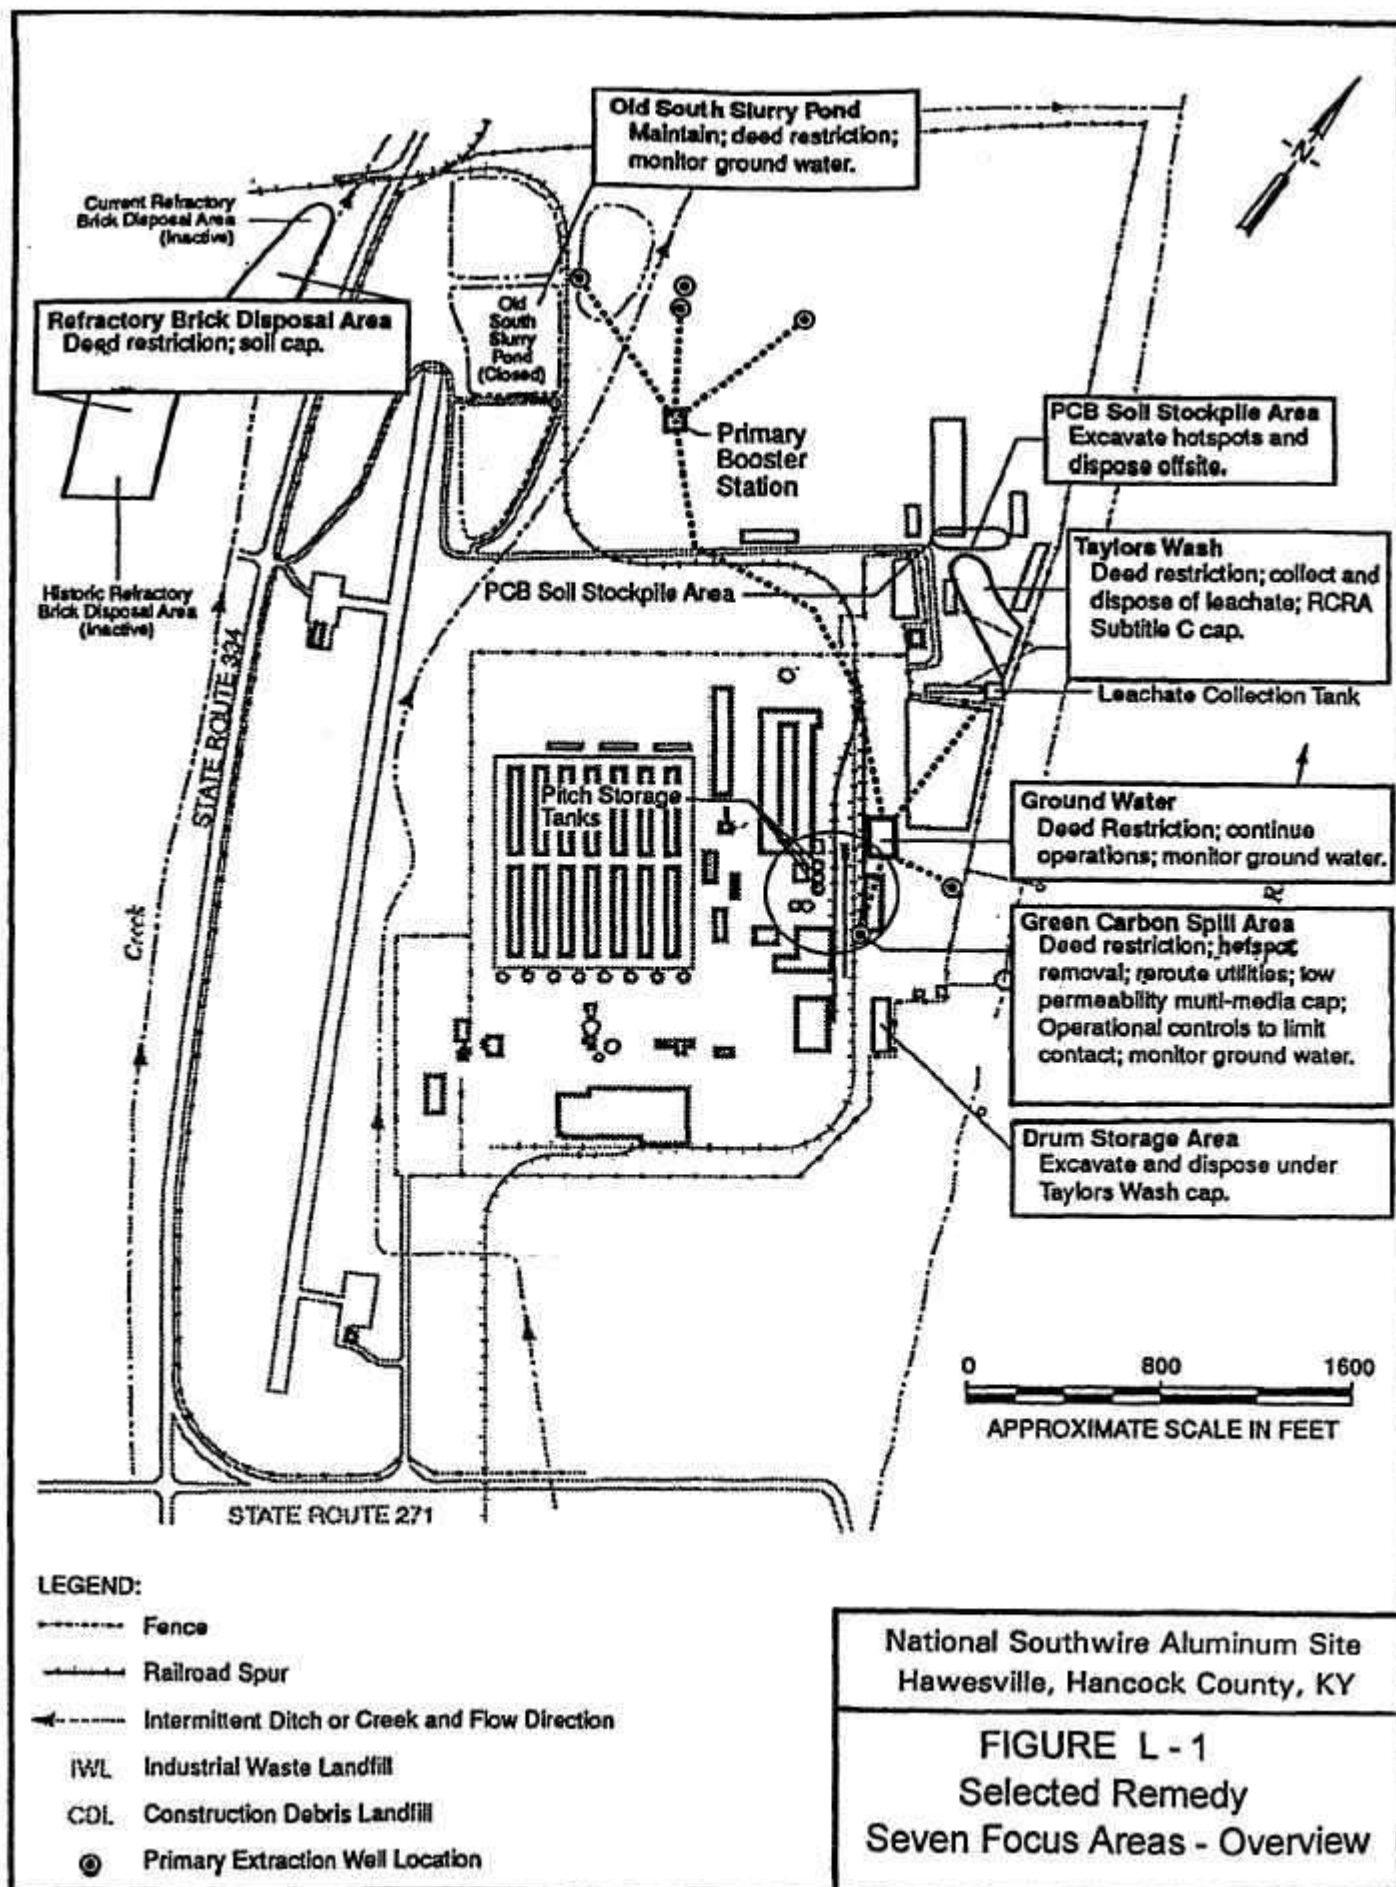 Old South Slurry Pond
Maintain; deed restriction;
monitor ground water.
N
Current Refractory
Brick Disposal Area
(Inactive)
Refractory Brick Disposal Area
Deed restriction; soil cap.
Old
South
Slurry
Pond
(Closed)
Primary
Booster
Station
PCB Soil Stockpile Area
Excavate hotspots and
dispose offsite.
Taylors Wash
Deed restriction; collect and
dispose of leachate; RCRA
Subtitle C cap.
Historic Refractory
Brick Disposal Area
(Inactive)
PCB Soil Stockpile Area
Leachate Collection Tank
STATE ROUTE 334
Pitch Storage
Tanks
Ground Water
Deed Restriction; continue
operations; monitor ground water.
R
Creek
Green Carbon Spill Area
Deed restriction; hotspot
removal; reroute utilities; low
permeability multi-media cap;
Operational controls to limit
contact; monitor ground water.
Drum Storage Area
Excavate and dispose under
Taylors Wash cap.
0 800 1600
APPROXIMATE SCALE IN FEET
STATE ROUTE 271
LEGEND:
Fence
Railroad Spur
Intermittent Ditch or Creek and Flow Direction
IWL Industrial Waste Landfill
CDL Construction Debris Landfill
Primary Extraction Well Location
National Southwire Aluminum Site
Hawesville, Hancock County, KY
FIGURE L - 1
Selected Remedy
Seven Focus Areas - Overview